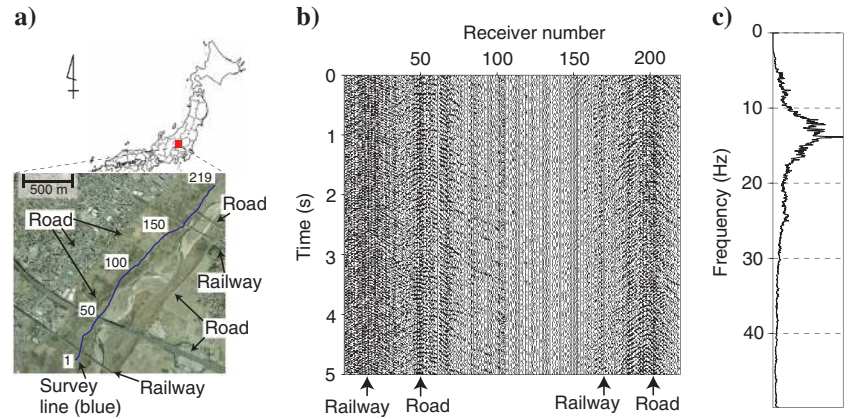 a)
500 m
219
Road
Road
150
100
Railway
50
Road
1
Survey
line (blue)
Railway
b)
Receiver number
50 100 150 200
Time (s)
0
1
2
3
4
5
Railway Road Railway Road
c)
Frequency (Hz)
0
10
20
30
40